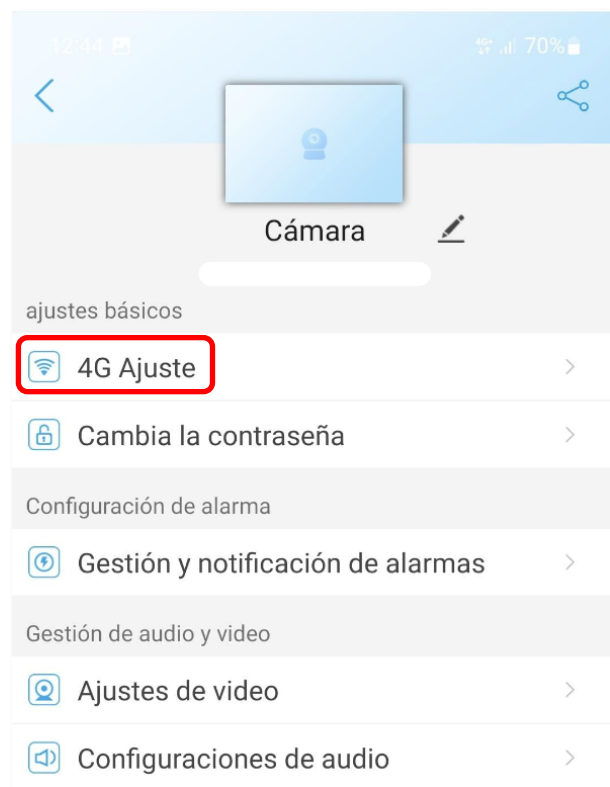 12:44
4G+ 70%
Cámara
ajustes básicos
4G Ajuste
Cambia la contraseña
Configuración de alarma
Gestión y notificación de alarmas
Gestión de audio y video
Ajustes de video
Configuraciones de audio